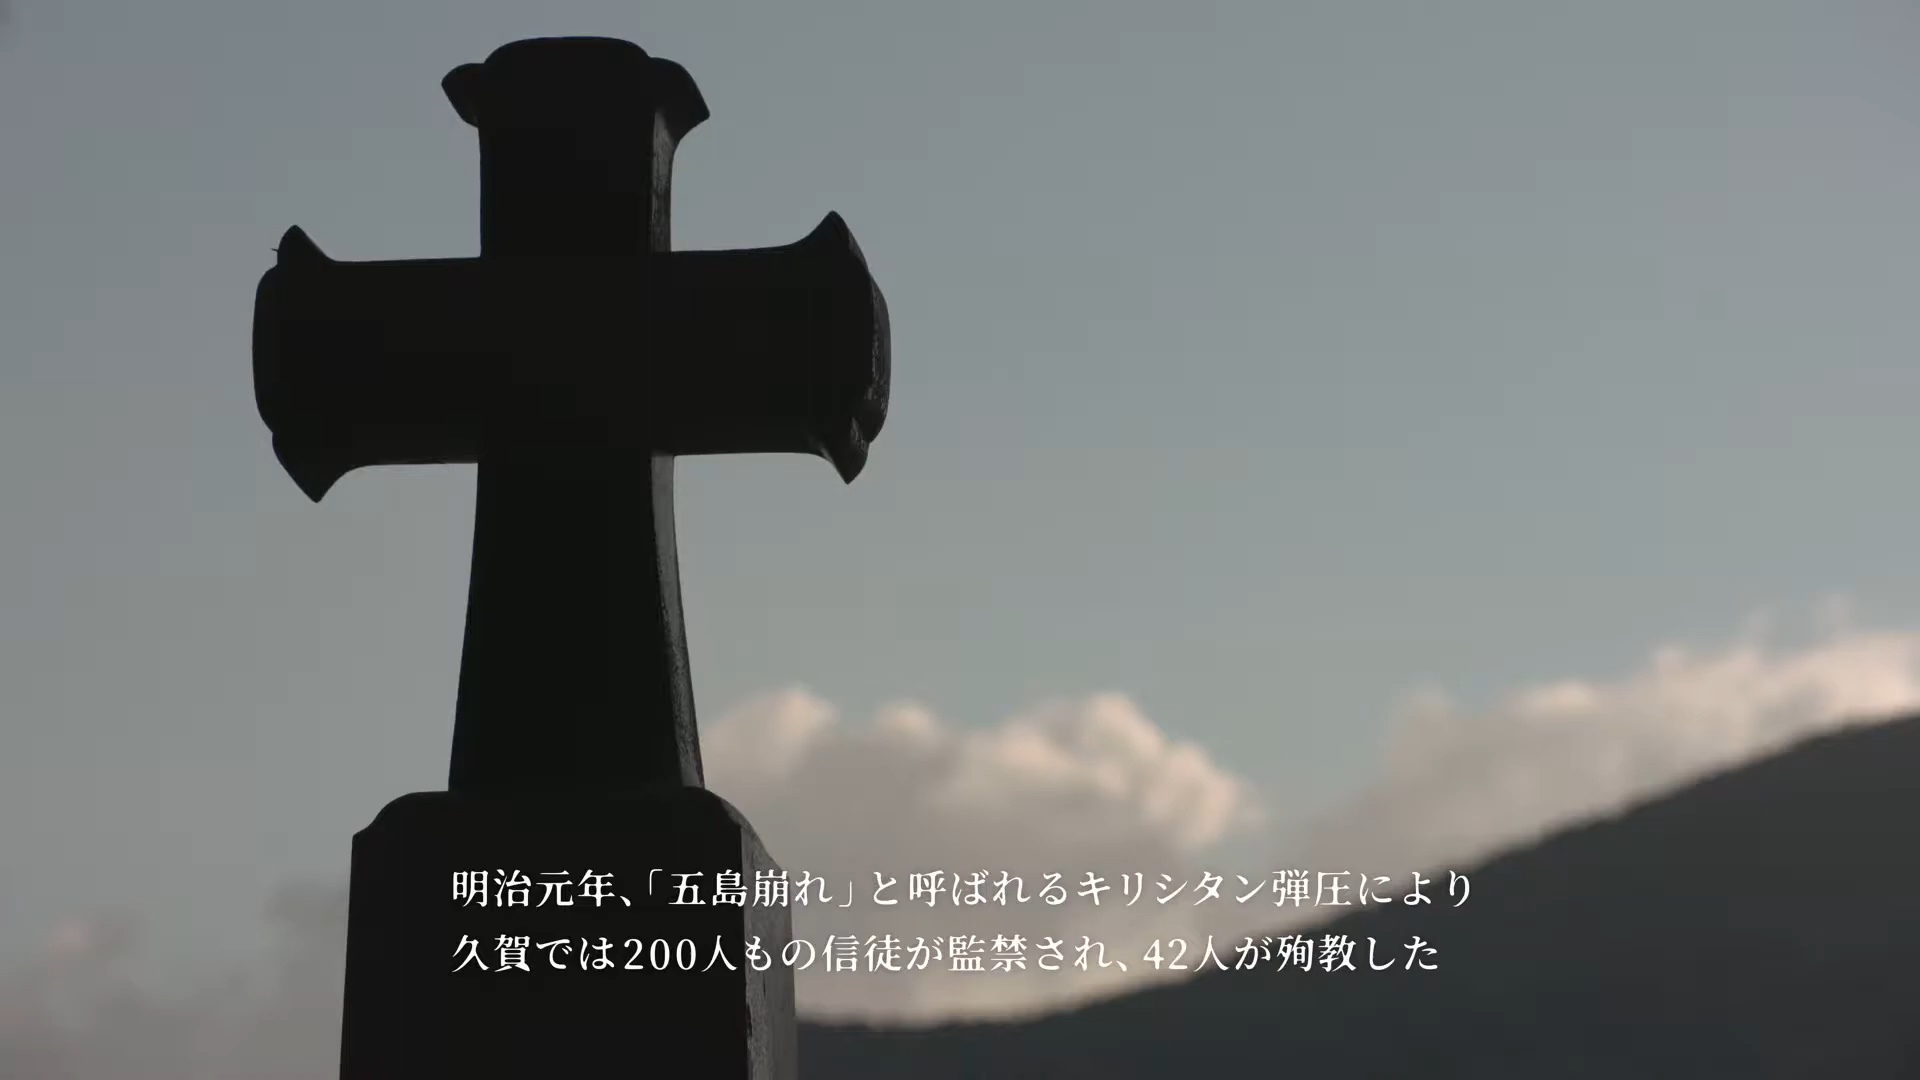 明治元年、「五島崩れ」と呼ばれるキリシタン弾圧により
久賀では200人もの信徒が監禁され、42人が殉教した